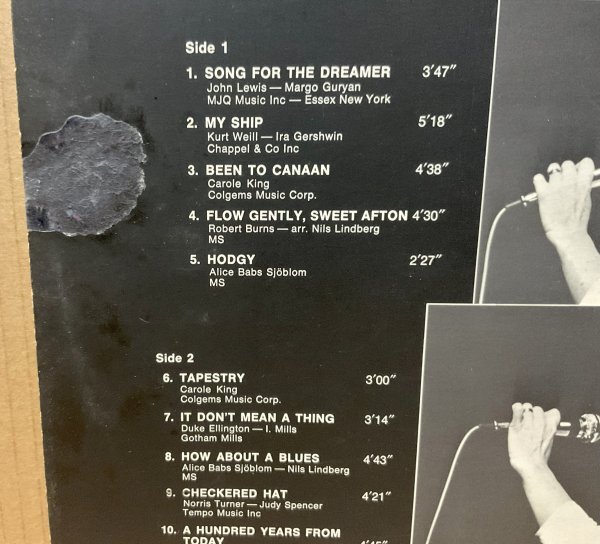 Side 1
1. SONG FOR THE DREAMER 3'47"
John Lewis — Margo Guryan
MJQ Music Inc — Essex New York
2. MY SHIP 5'18"
Kurt Weill — Ira Gershwin
Chappel & Co Inc
3. BEEN TO CANAAN 4'38"
Carole King
Colgems Music Corp.
4. FLOW GENTLY, SWEET AFTON 4'30"
Robert Burns — arr. Nils Lindberg
MS
5. HODGY 2'27"
Alice Babs Sjöblom
MS
Side 2
6. TAPESTRY 3'00"
Carole King
Colgems Music Corp.
7. IT DON'T MEAN A THING 3'14"
Duke Ellington — I. Mills
Gotham Mills
8. HOW ABOUT A BLUES 4'43"
Alice Babs Sjöblom — Nils Lindberg
MS
9. CHECKERED HAT 4'21"
Norris Turner — Judy Spencer
Tempo Music Inc
10. A HUNDRED YEARS FROM
TODAY